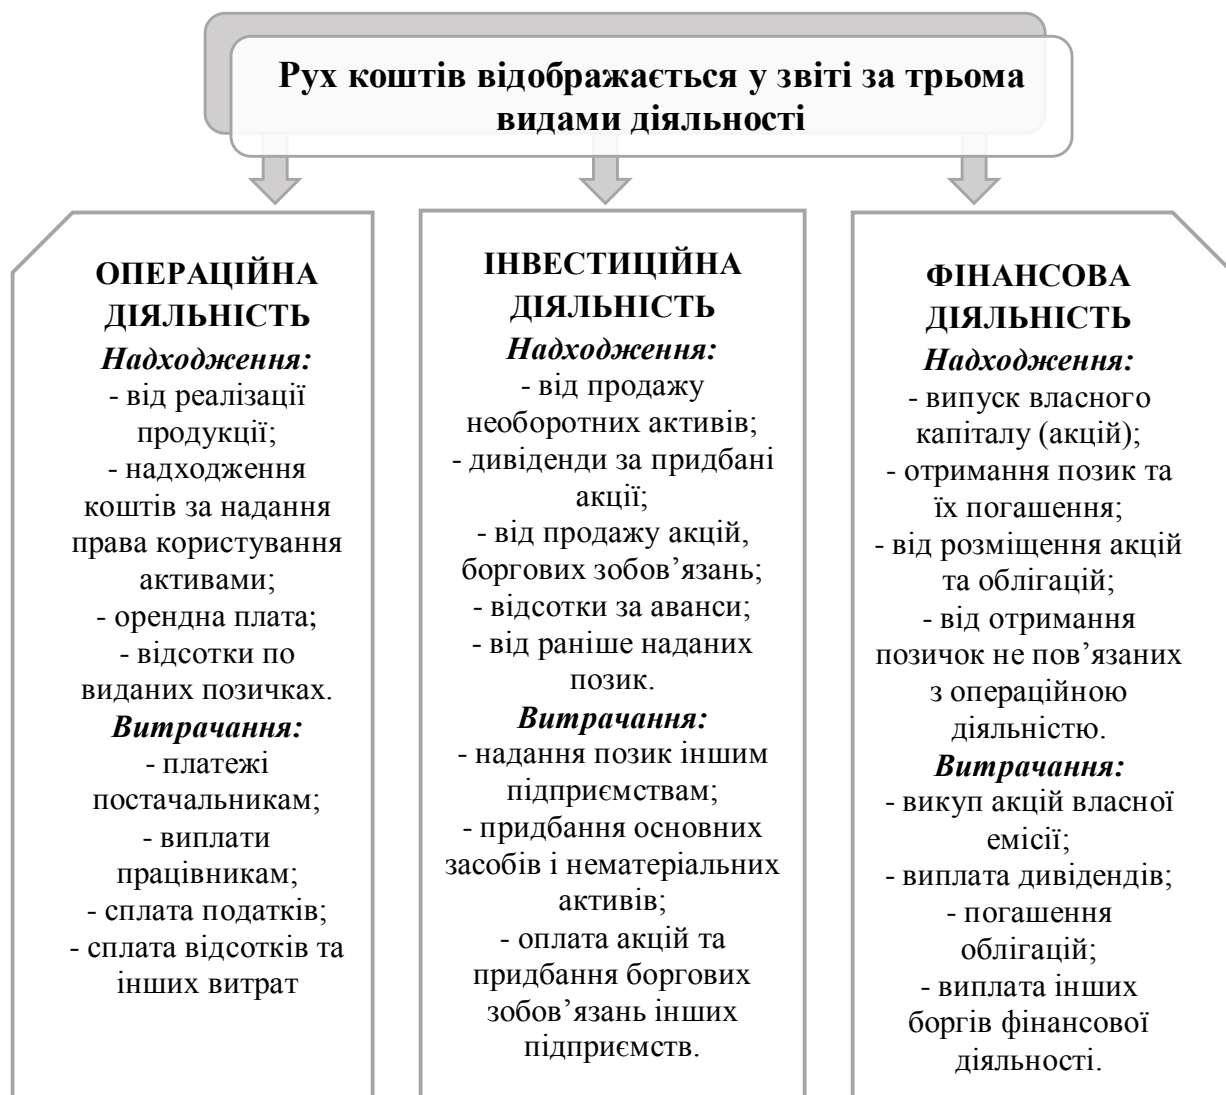 Рух коштів відображається у звіті за трьома
видами діяльності
ОПЕРАЦІЙНА
ДІЯЛЬНІСТЬ
Надходження:
- від реалізації
продукції;
- надходження
коштів за надання
права користування
активами;
- орендна плата;
- відсотки по
виданих позичках.
Витрачання:
- платежі
постачальникам;
- виплати
працівникам;
- сплата податків;
- сплата відсотків та
інших витрат
ІНВЕСТИЦІЙНА
ДІЯЛЬНІСТЬ
Надходження:
- від продажу
необоротних активів;
- дивіденди за придбані
акції;
- від продажу акцій,
боргових зобов’язань;
- відсотки за аванси;
- від раніше наданих
позик.
Витрачання:
- надання позик іншим
підприємствам;
- придбання основних
засобів і нематеріальних
активів;
- оплата акцій та
придбання боргових
зобов’язань інших
підприємств.
ФІНАНСОВА
ДІЯЛЬНІСТЬ
Надходження:
- випуск власного
капіталу (акцій);
- отримання позик та
їх погашення;
- від розміщення акцій
та облігацій;
- від отримання
позичок не пов’язаних
з операційною
діяльністю.
Витрачання:
- викуп акцій власної
емісії;
- виплата дивідендів;
- погашення
облігацій;
- виплата інших
боргів фінансової
діяльності.